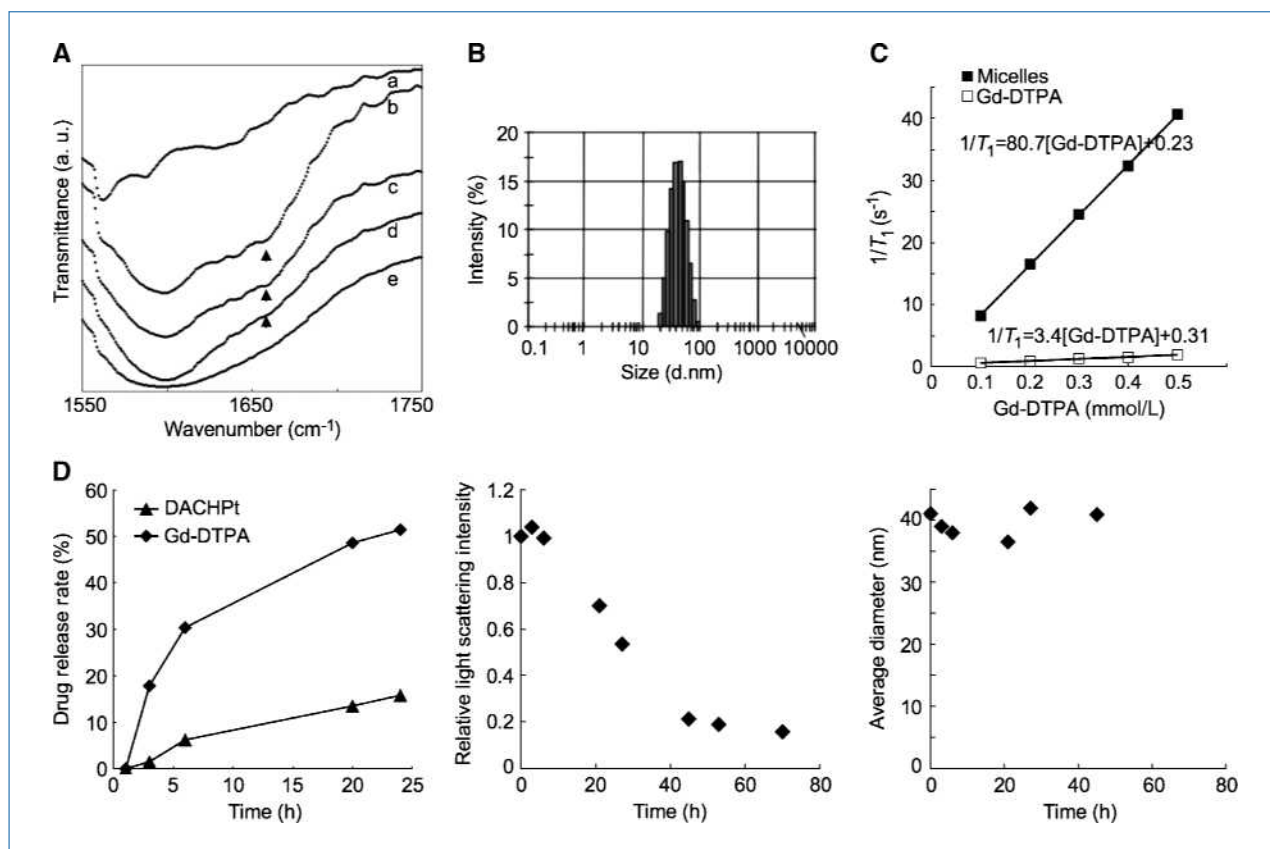 A
a
b
c
d
e
Transmittance (a. u.)
1550
1650
1750
Wavenumber (cm-1)
B
20
15
10
5
0
Intensity (%)
0.1
1
10
100
1000
10000
Size (d.nm)
C
Micelles
Gd-DTPA
40
30
20
10
0
1/T1 (s-1)
1/T1=80.7[Gd-DTPA]+0.23
1/T1=3.4[Gd-DTPA]+0.31
0
0.1
0.2
0.3
0.4
0.5
Gd-DTPA (mmol/L)
D
60
50
40
30
20
10
0
Drug release rate (%)
DACHPt
Gd-DTPA
0
5
10
15
20
25
Time (h)
1.2
1
0.8
0.6
0.4
0.2
0
Relative light scattering intensity
0
20
40
60
80
Time (h)
40
30
20
10
0
Average diameter (nm)
0
20
40
60
80
Time (h)